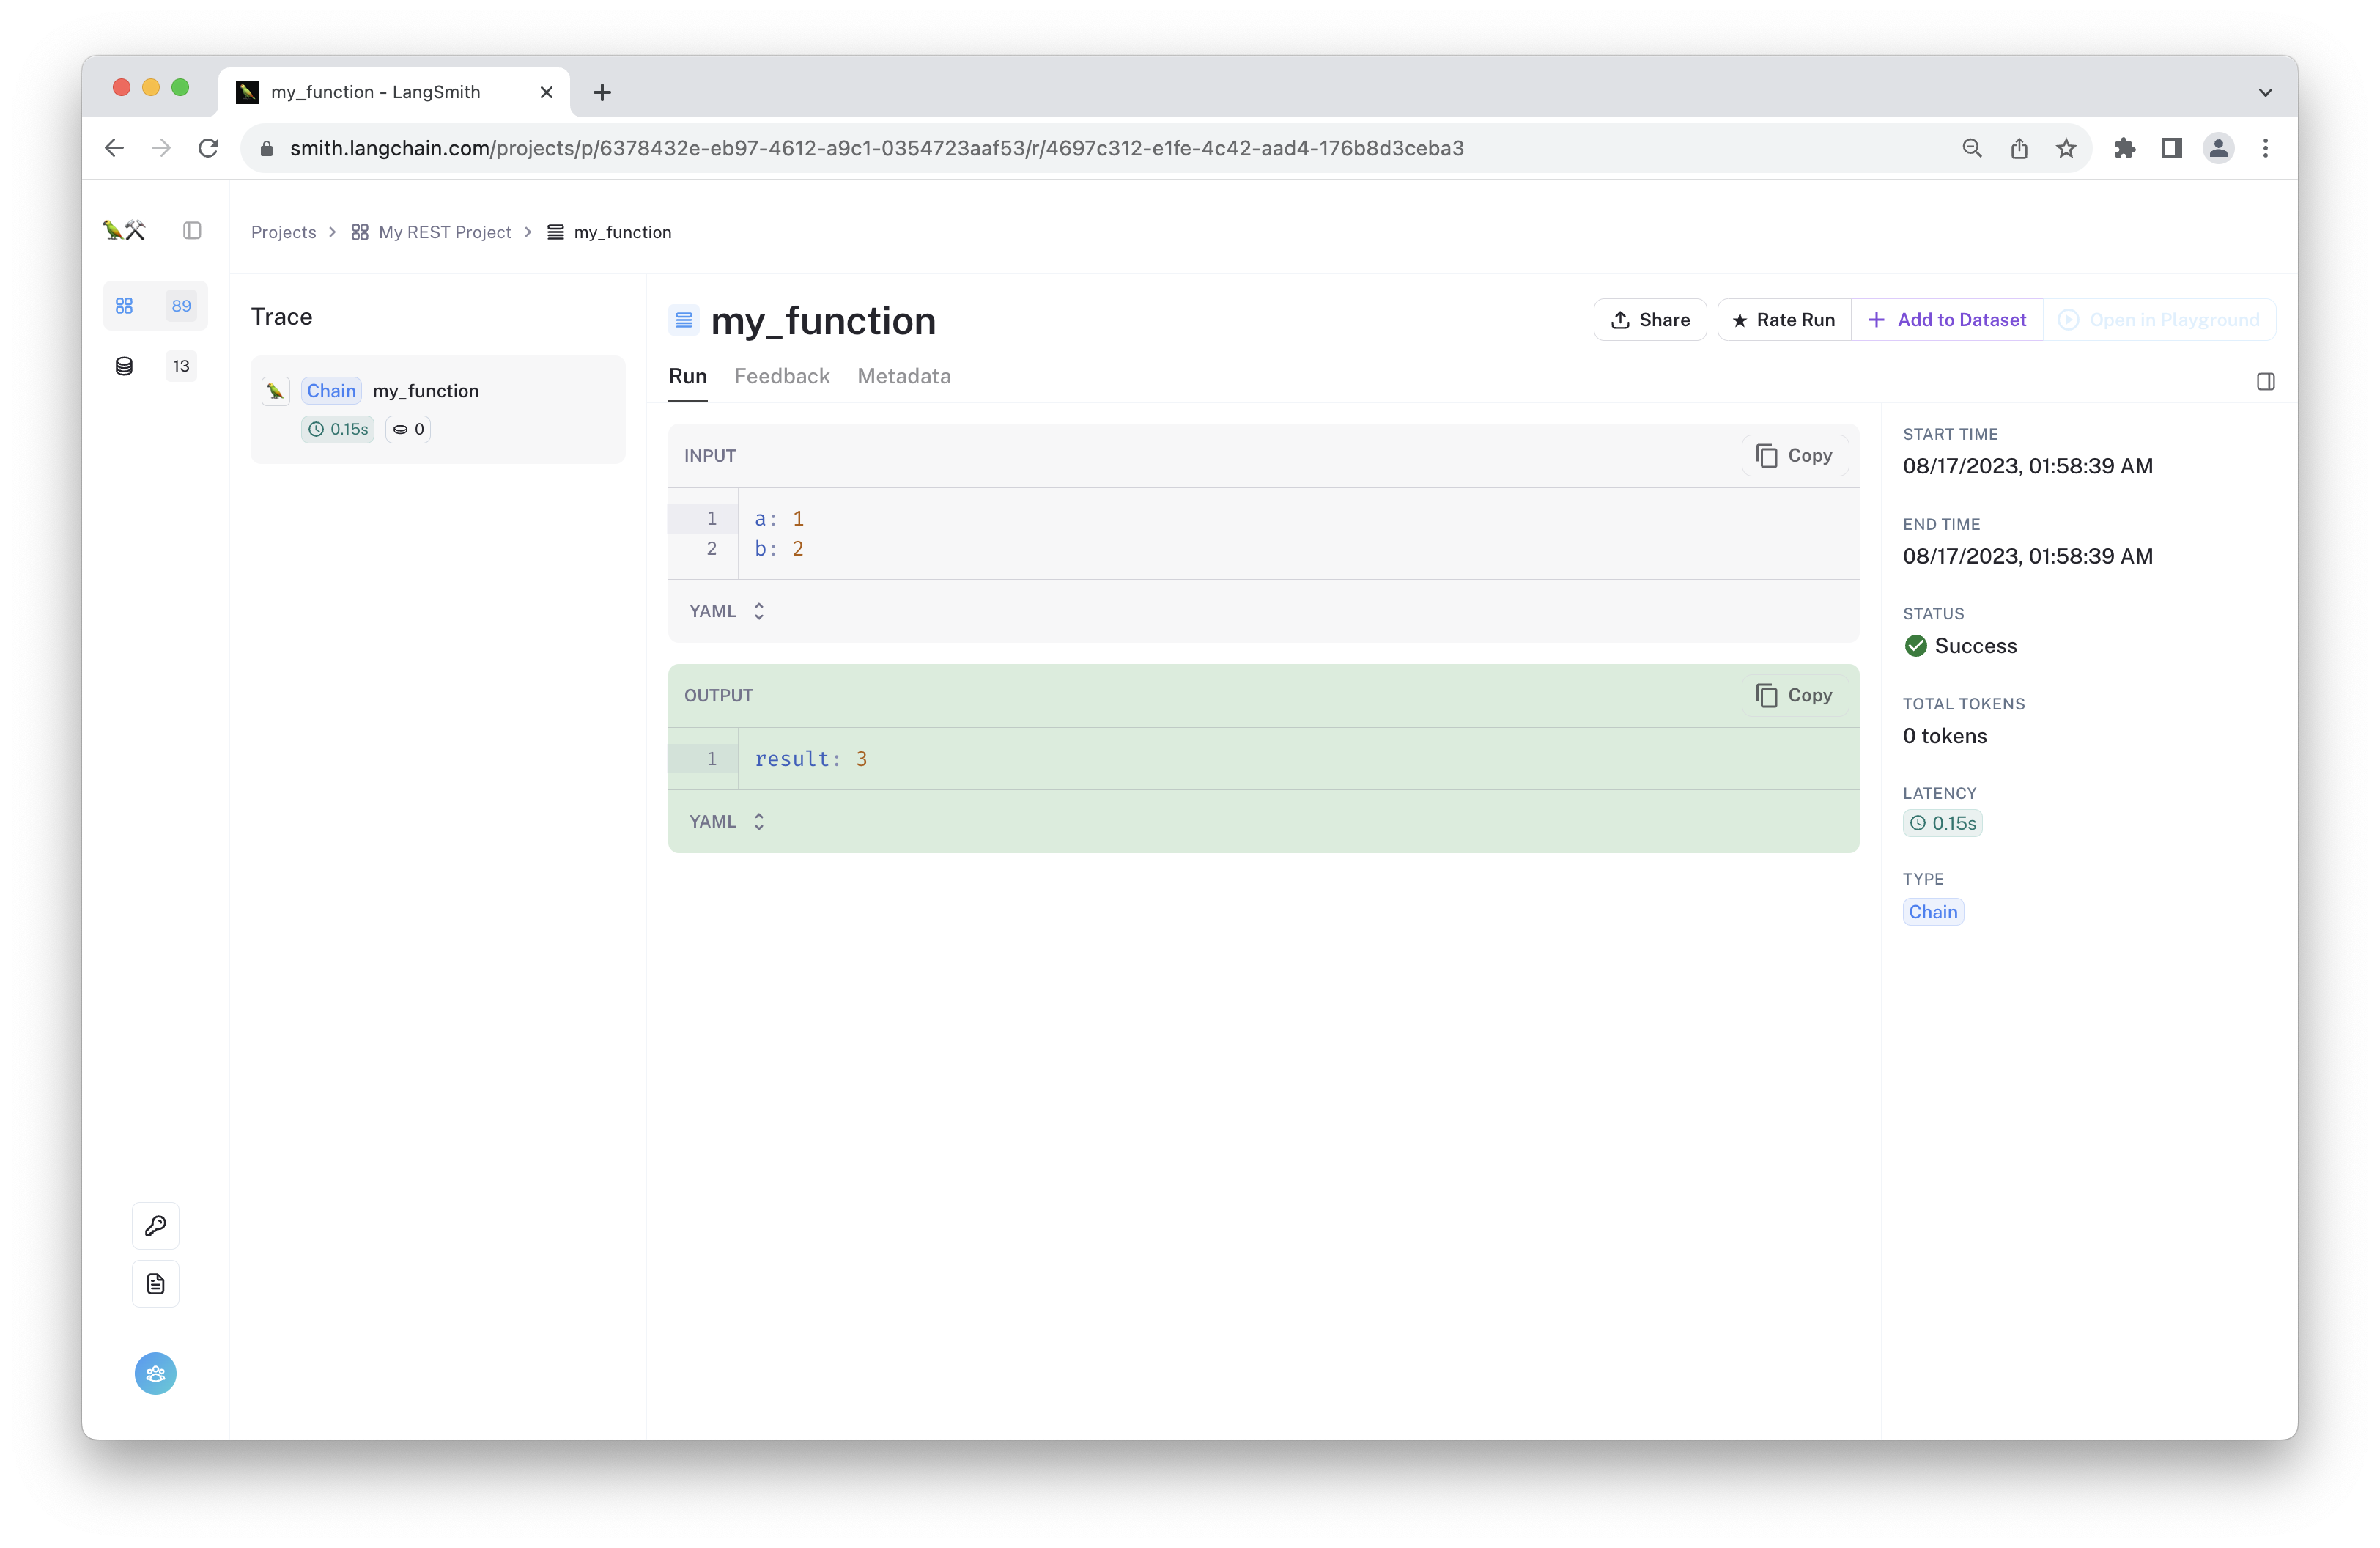 my_function - LangSmith
smith.langchain.com/projects/p/6378432e-eb97-4612-a9c1-0354723aaf53/r/4697c312-e1fe-4c42-aad4-176b8d3ceba3
Projects
My REST Project
my_function
89
13
Trace
Chain my_function
0.15s 0
my_function
Share
Rate Run
Add to Dataset
Open in Playground
Run Feedback Metadata
INPUT
Copy
1 a: 1
2 b: 2
YAML
OUTPUT
Copy
1 result: 3
YAML
START TIME
08/17/2023, 01:58:39 AM
END TIME
08/17/2023, 01:58:39 AM
STATUS
Success
TOTAL TOKENS
0 tokens
LATENCY
0.15s
TYPE
Chain